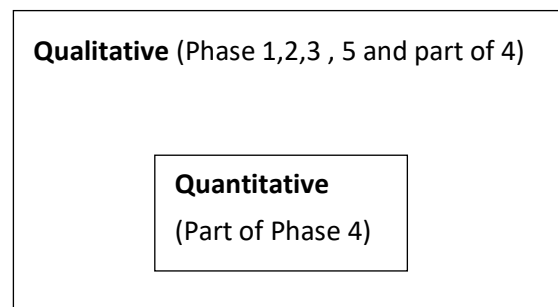 Qualitative (Phase 1,2,3 , 5 and part of 4)
Quantitative
(Part of Phase 4)